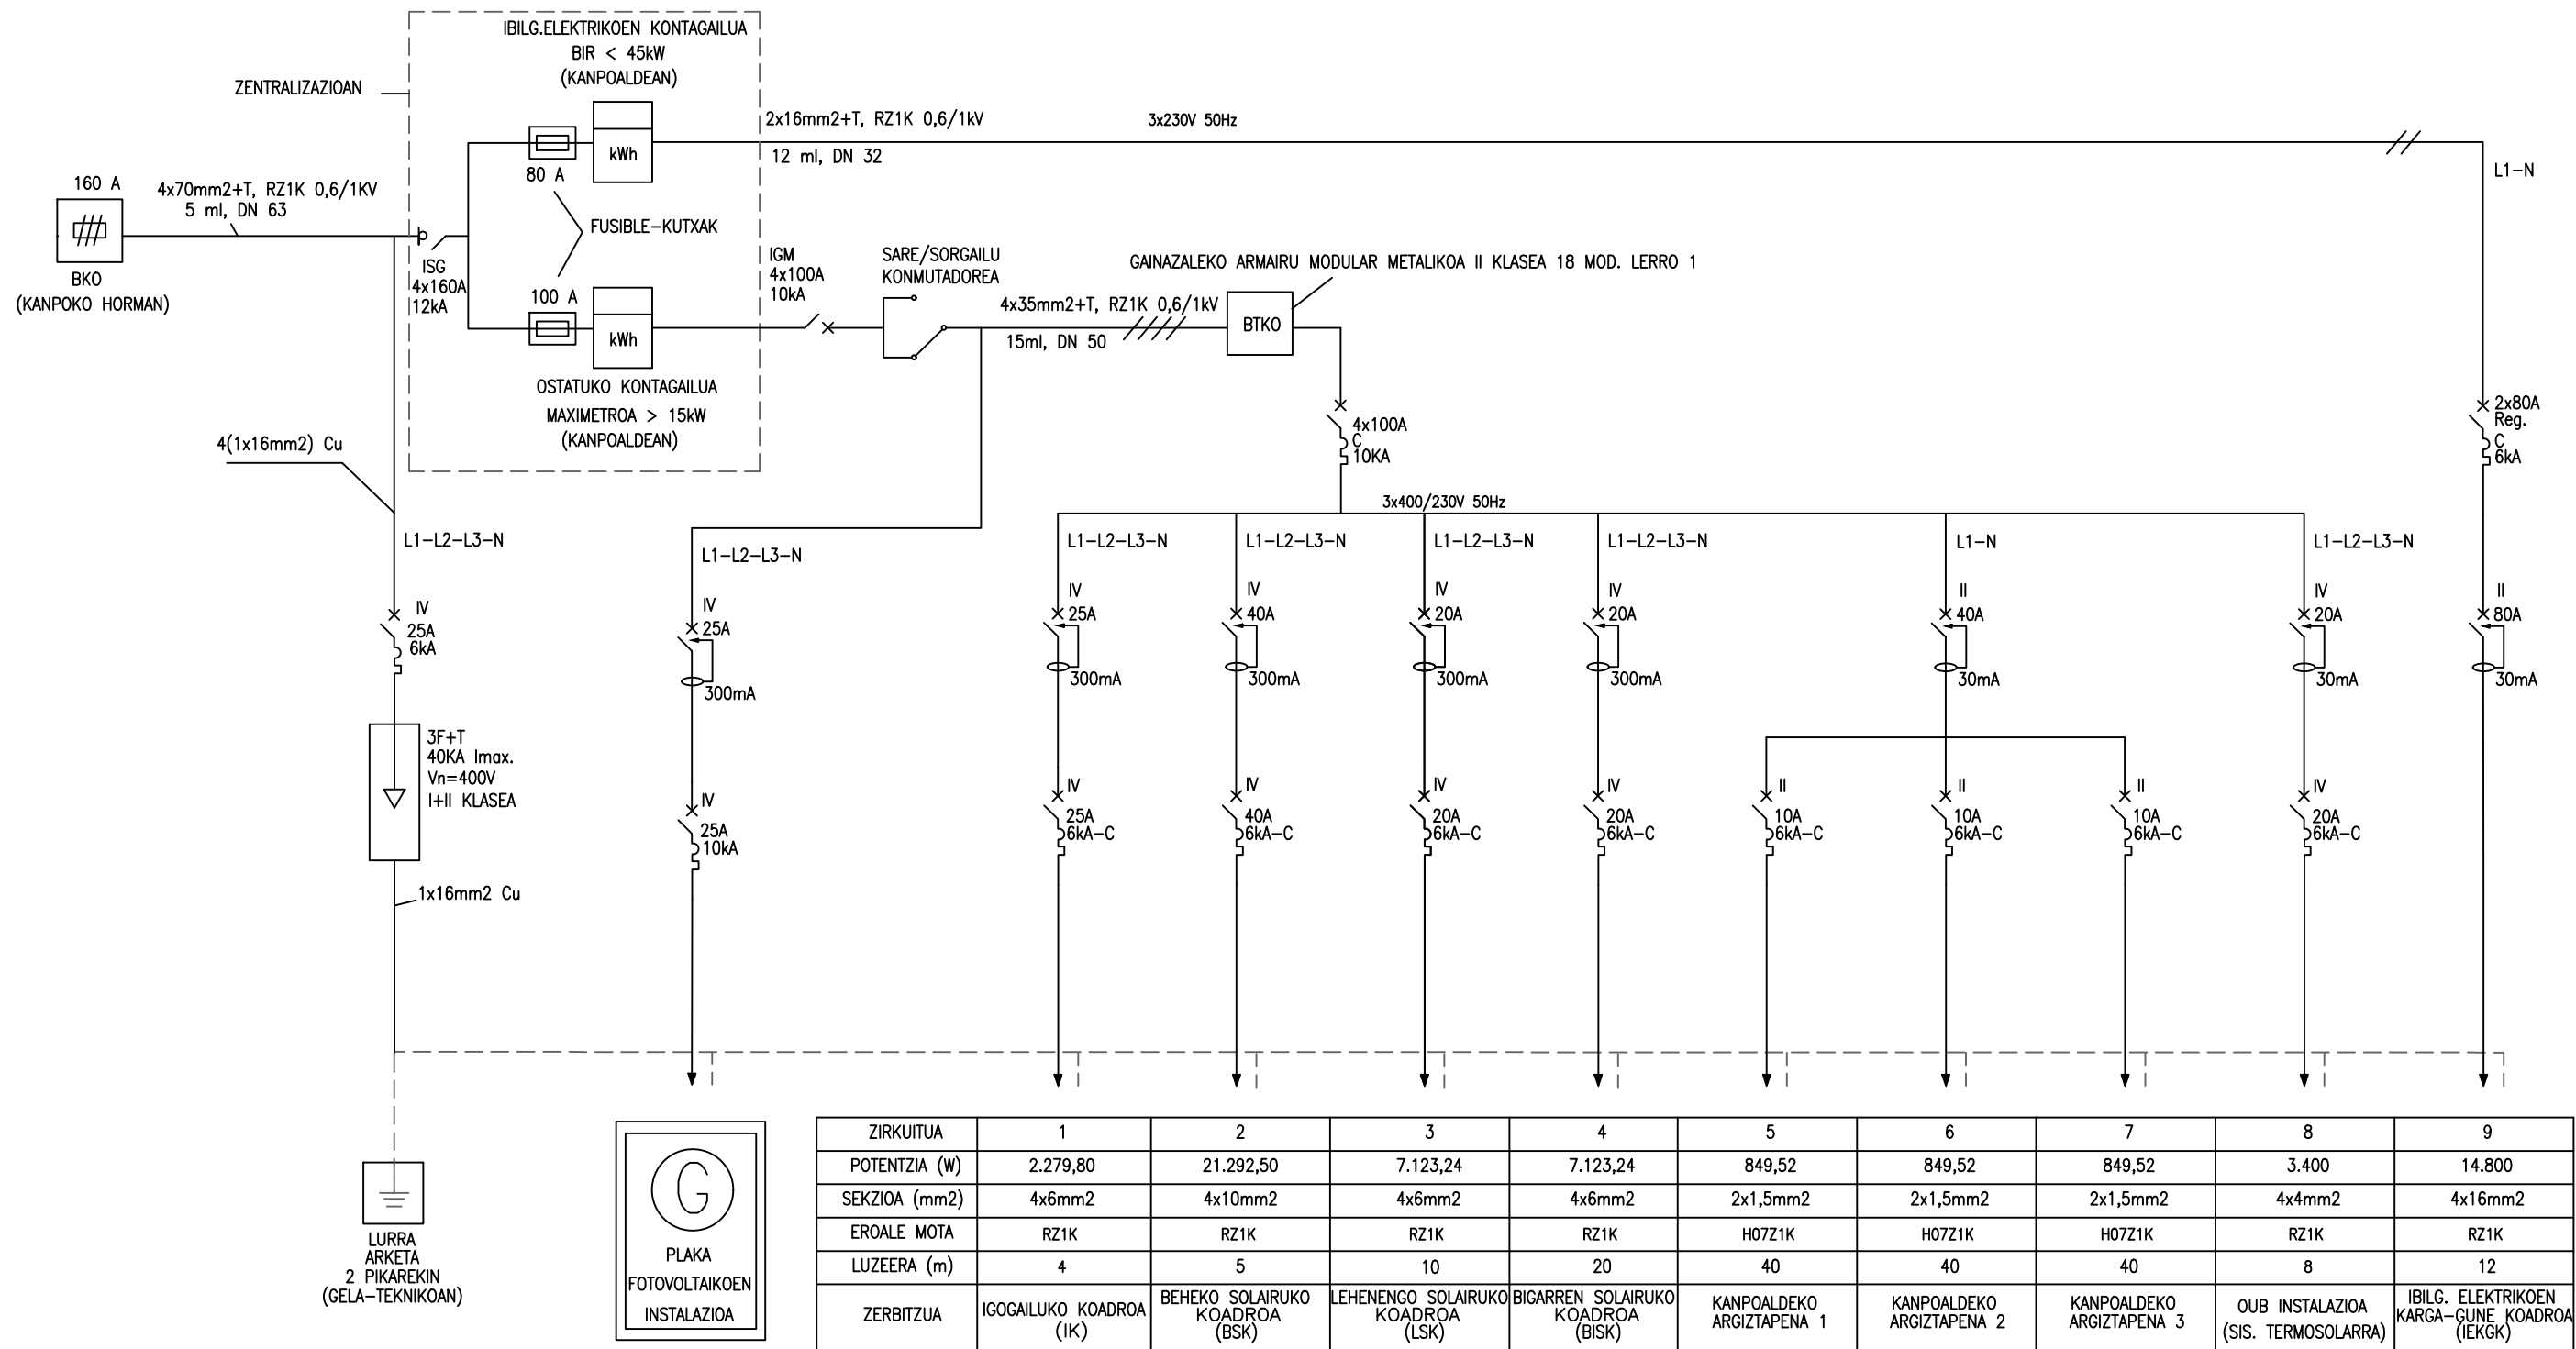 IBILG.ELEKTRIKOEN KONTAGAILUA
BIR < 45kW
(KANPOALDEAN)
ZENTRALIZAZIOAN
2x16mm2+T, RZ1K 0,6/1kV
3x230V 50Hz
12 ml, DN 32
kWh
80 A
L1-N
160 A
4x70mm2+T, RZ1K 0,6/1KV
5 ml, DN 63
FUSIBLE-KUTXAK
BKO
(KANPOKO HORMAN)
ISG
4x160A
12kA
100 A
kWh
IGM
4x100A
10kA
SARE/SORGAILU
KONMUTADOREA
GAINAZALEKO ARMAIRU MODULAR METALIKOA II KLASEA 18 MOD. LERRO 1
4x35mm2+T, RZ1K 0,6/1kV
15ml, DN 50
BTKO
OSTATUKO KONTAGAILUA
MAXIMETROA > 15kW
(KANPOALDEAN)
4x100A
C
10KA
2x80A
Reg.
C
6kA
4(1x16mm2) Cu
3x400/230V 50Hz
L1-L2-L3-N
L1-L2-L3-N
L1-L2-L3-N
L1-L2-L3-N
L1-L2-L3-N
L1-L2-L3-N
L1-N
L1-L2-L3-N
IV
25A
6kA
IV
25A
300mA
IV
25A
300mA
IV
40A
300mA
IV
20A
300mA
IV
20A
300mA
II
40A
30mA
IV
20A
30mA
II
80A
30mA
3F+T
40KA Imax.
Vn=400V
I+II KLASEA
IV
25A
10kA
IV
25A
6kA-C
IV
40A
6kA-C
IV
20A
6kA-C
IV
20A
6kA-C
II
10A
6kA-C
II
10A
6kA-C
II
10A
6kA-C
IV
20A
6kA-C
1x16mm2 Cu
LURRA
ARKETA
2 PIKAREKIN
(GELA-TEKNIKOAN)
G
PLAKA
FOTOVOLTAIKOEN
INSTALAZIOA
ZIRKUITUA 1 2 3 4 5 6 7 8 9
POTENTZIA (W) 2.279,80 21.292,50 7.123,24 7.123,24 849,52 849,52 849,52 3.400 14.800
SEKZIOA (mm2) 4x6mm2 4x10mm2 4x6mm2 4x6mm2 2x1,5mm2 2x1,5mm2 2x1,5mm2 4x4mm2 4x16mm2
EROALE MOTA RZ1K RZ1K RZ1K RZ1K H07Z1K H07Z1K H07Z1K RZ1K RZ1K
LUZEERA (m) 4 5 10 20 40 40 40 8 12
ZERBITZUA
IGOGAILUKO KOADROA
(IK)
BEHEKO SOLAIRUKO
KOADROA
(BSK)
LEHENENGO SOLAIRUKO
KOADROA
(LSK)
BIGARREN SOLAIRUKO
KOADROA
(BISK)
KANPOALDEKO
ARGIZTAPENA 1
KANPOALDEKO
ARGIZTAPENA 2
KANPOALDEKO
ARGIZTAPENA 3
OUB INSTALAZIOA
(SIS. TERMOSOLARRA)
IBILG. ELEKTRIKOEN
KARGA-GUNE KOADROA
(IEKGK)